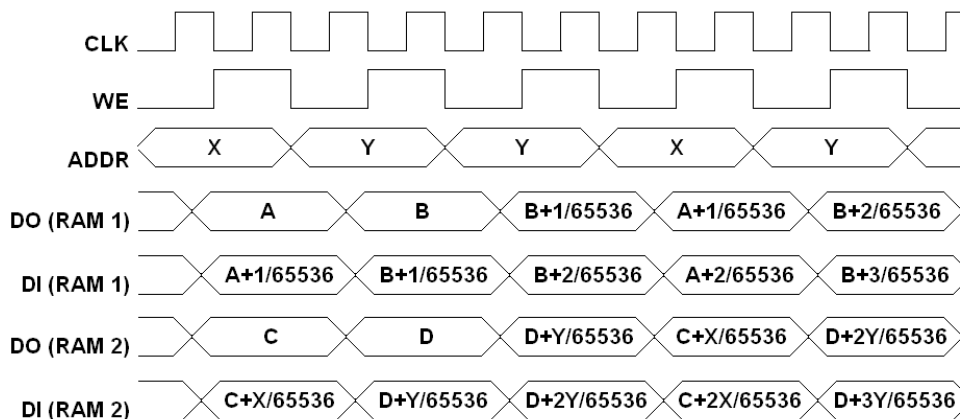 CLK
WE
ADDR X Y Y X Y
DO (RAM 1) A B B+1/65536 A+1/65536 B+2/65536
DI (RAM 1) A+1/65536 B+1/65536 B+2/65536 A+2/65536 B+3/65536
DO (RAM 2) C D D+Y/65536 C+X/65536 D+2Y/65536
DI (RAM 2) C+X/65536 D+Y/65536 D+2Y/65536 C+2X/65536 D+3Y/65536